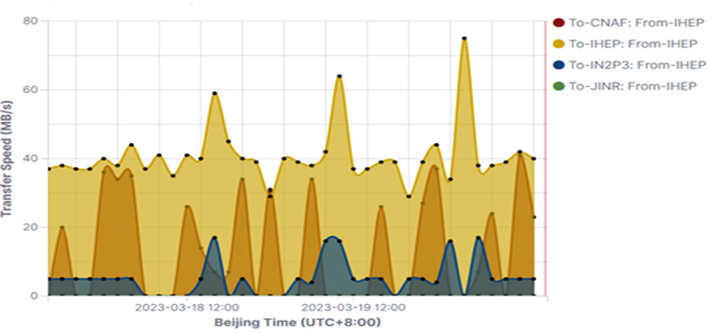 80
60
40
20
0
Transfer Speed (MB/s)
2023-03-18 12:00
2023-03-19 12:00
Beijing Time (UTC+8:00)
To-CNAF: From-IHEP
To-IHEP: From-IHEP
To-IN2P3: From-IHEP
To-JINR: From-IHEP